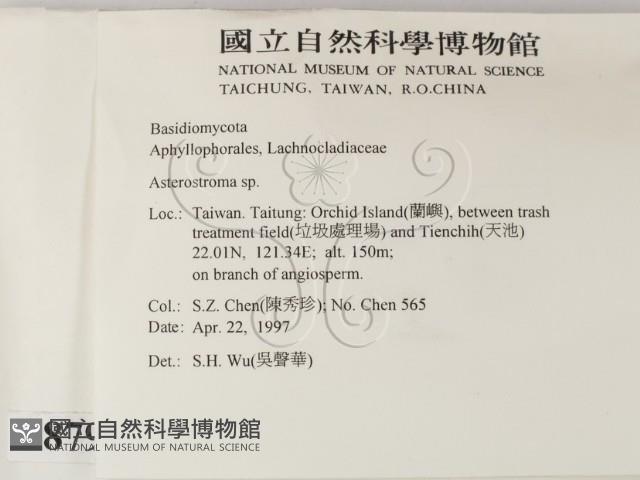 國立自然科學博物館
NATIONAL MUSEUM OF NATURAL SCIENCE
TAICHUNG, TAIWAN, R.O.CHINA
Basidiomycota
Aphyllophorales, Lachnocladiaceae
Asterostroma sp.
Loc.: Taiwan. Taitung: Orchid Island(蘭嶼), between trash
treatment field(垃圾處理場) and Tienchih(天池)
22.01N, 121.34E; alt. 150m;
on branch of angiosperm.
Col.: S.Z. Chen(陳秀珍); No. Chen 565
Date: Apr. 22, 1997
Det.: S.H. Wu(吳聲華)
國立自然科學博物館
NATIONAL MUSEUM OF NATURAL SCIENCE